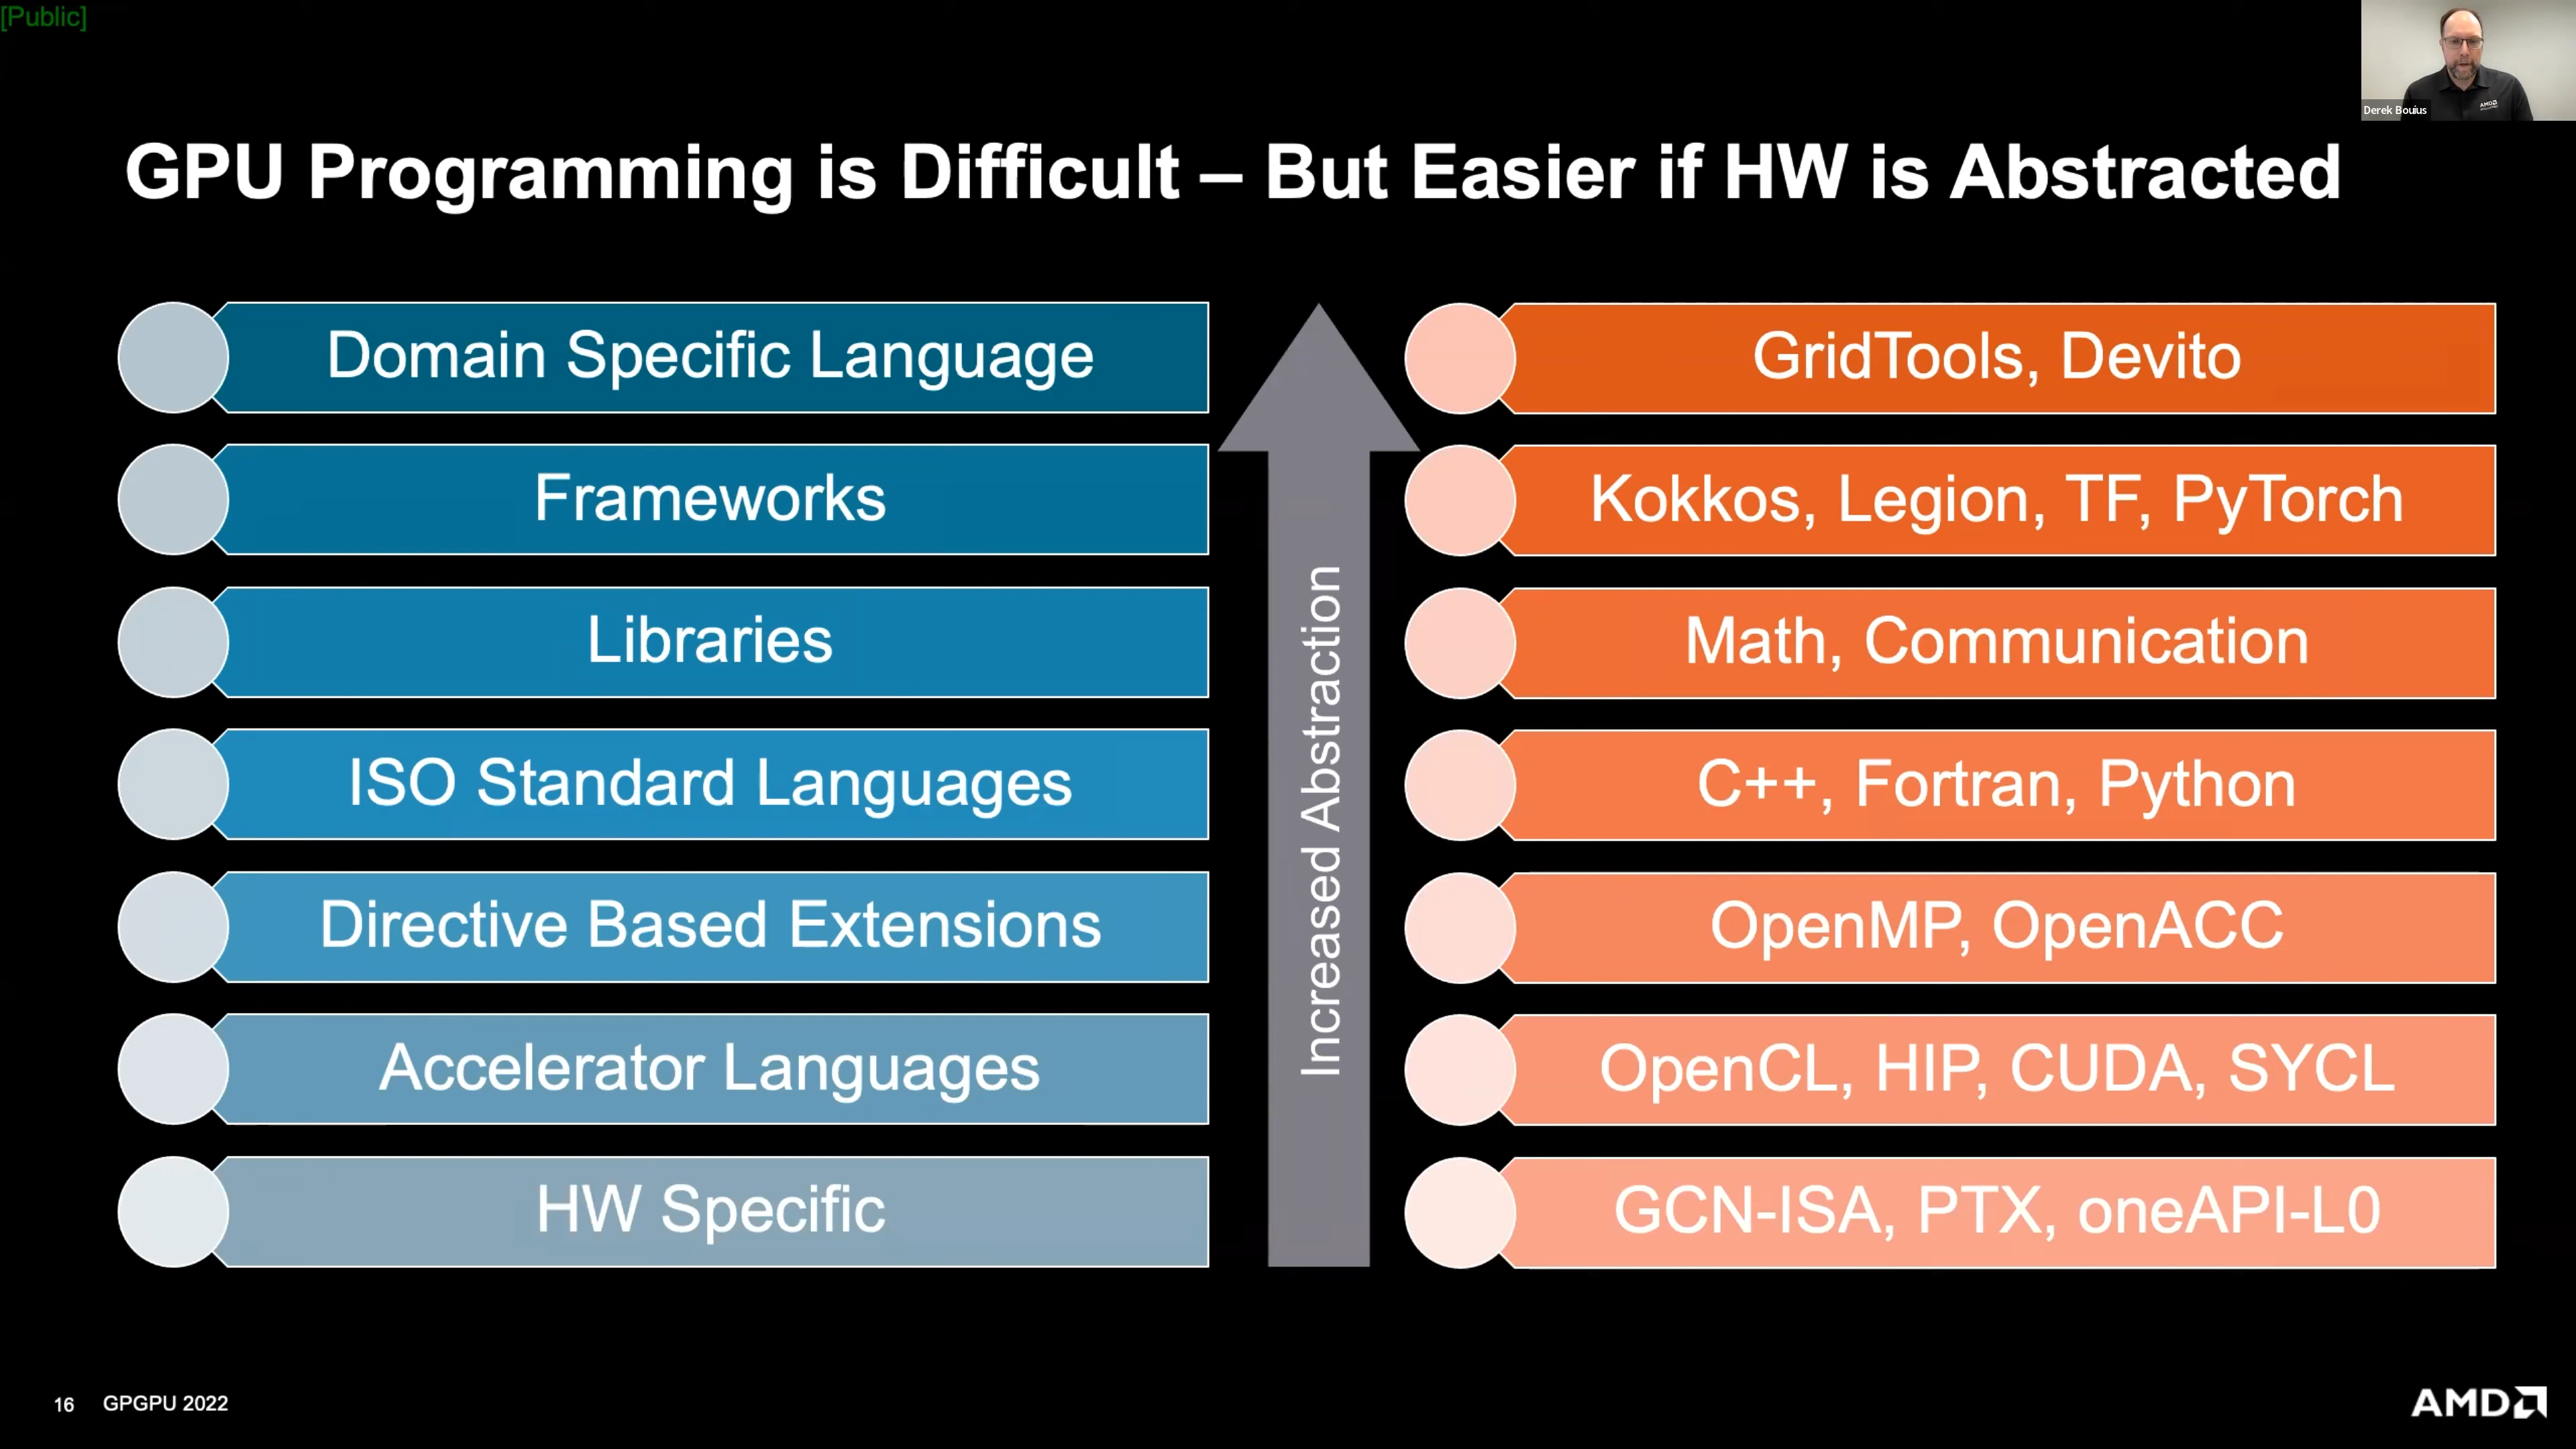 [Public]
Derek Bouius
AMD
GPU Programming is Difficult – But Easier if HW is Abstracted
Domain Specific Language
GridTools, Devito
Frameworks
Kokkos, Legion, TF, PyTorch
Libraries
Math, Communication
ISO Standard Languages
C++, Fortran, Python
Directive Based Extensions
OpenMP, OpenACC
Accelerator Languages
OpenCL, HIP, CUDA, SYCL
HW Specific
GCN-ISA, PTX, oneAPI-L0
Increased Abstraction
16 GPGPU 2022
AMD